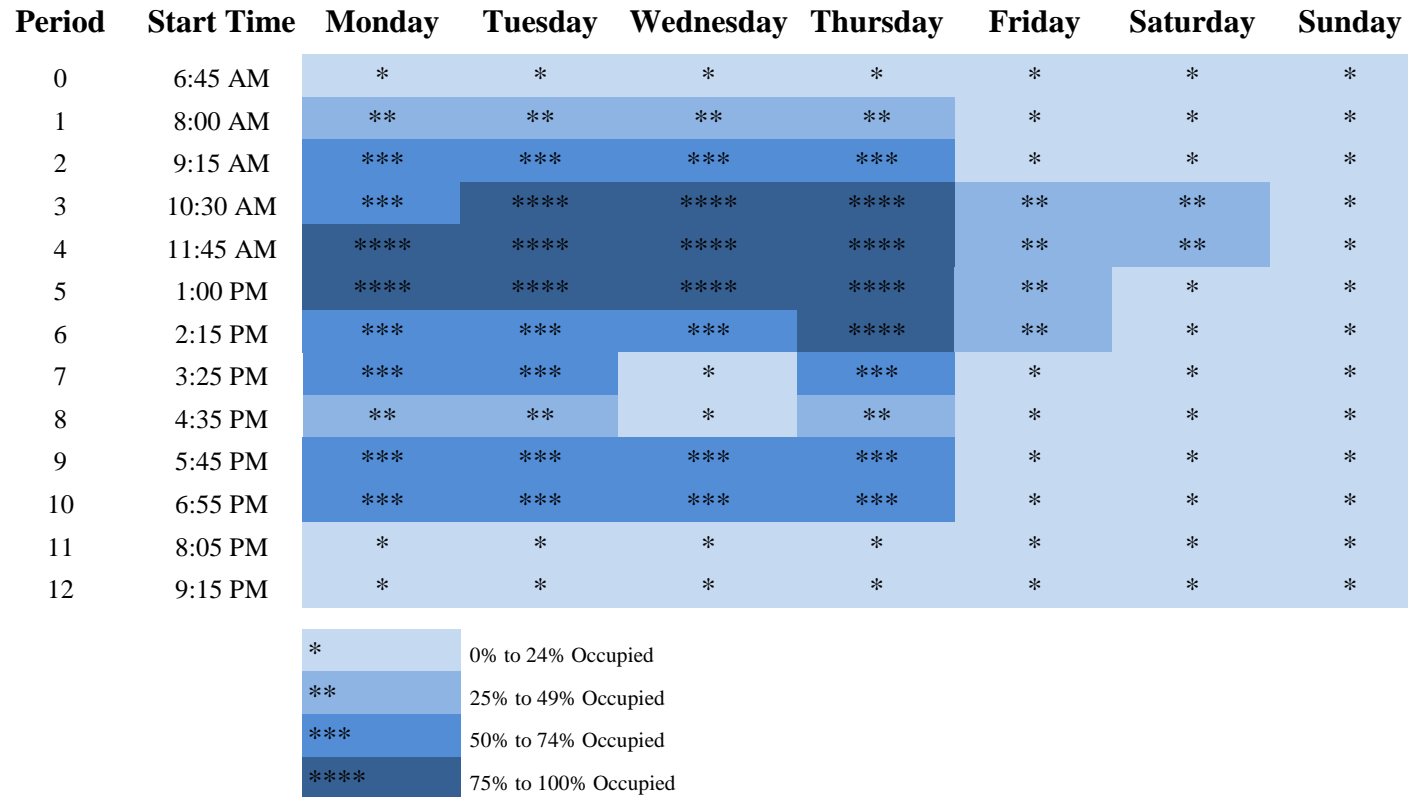 Period Start Time Monday Tuesday Wednesday Thursday Friday Saturday Sunday
0 6:45 AM * * * * * * *
1 8:00 AM ** ** ** ** * * *
2 9:15 AM *** *** *** *** * * *
3 10:30 AM *** **** **** **** ** ** *
4 11:45 AM **** **** **** **** ** ** *
5 1:00 PM **** **** **** **** ** * *
6 2:15 PM *** *** *** **** ** * *
7 3:25 PM *** *** * *** * * *
8 4:35 PM ** ** * ** * * *
9 5:45 PM *** *** *** *** * * *
10 6:55 PM *** *** *** *** * * *
11 8:05 PM * * * * * * *
12 9:15 PM * * * * * * *
* 0% to 24% Occupied
** 25% to 49% Occupied
*** 50% to 74% Occupied
**** 75% to 100% Occupied